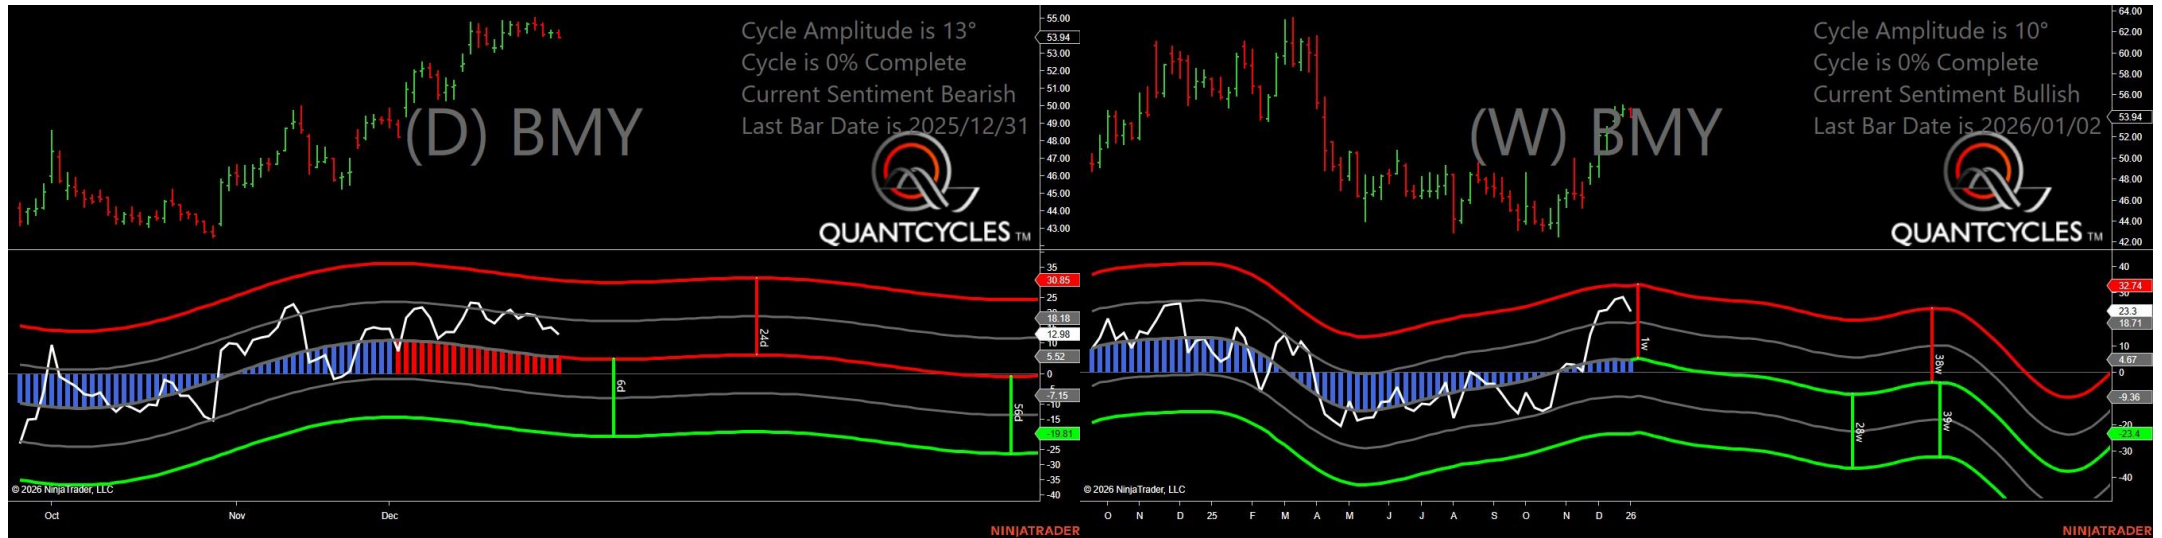 Cycle Amplitude is 13°
Cycle is 0% Complete
Current Sentiment Bearish
Last Bar Date is 2025/12/31
(D) BMY
QUANTCYCLES TM
55.00
53.94
53.00
52.00
51.00
50.00
49.00
48.00
47.00
46.00
45.00
44.00
43.00
35
30.85
25
18.18
12.98
10
5.52
0
-5
-7.15
-10
-15
-19.81
-25
-30
-35
-40
24d
6d
56d
© 2026 NinjaTrader, LLC
Oct Nov Dec
NINJATRADER
Cycle Amplitude is 10°
Cycle is 0% Complete
Current Sentiment Bullish
Last Bar Date is 2026/01/02
(W) BMY
QUANTCYCLES TM
64.00
62.00
60.00
58.00
56.00
53.94
52.00
50.00
48.00
46.00
44.00
42.00
40
32.74
30
23.3
18.71
10
4.67
0
-9.36
-20
-23.4
-30
-40
1w
38w
28w
39w
© 2026 NinjaTrader, LLC
O N D 25 F M A M J J A S O N D 26
NINJATRADER